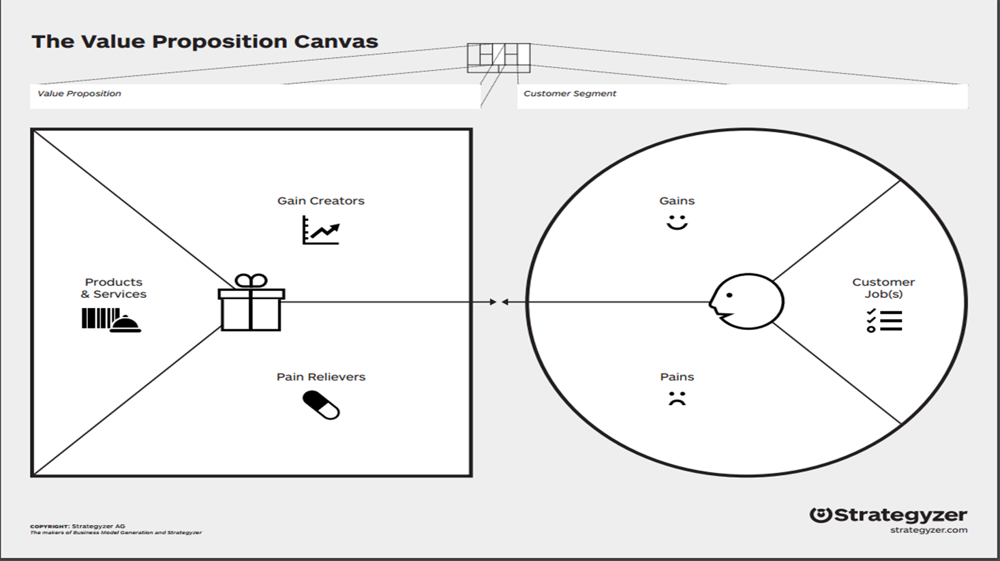 The Value Proposition Canvas
Value Proposition
Customer Segment
Gain Creators
Products
& Services
Pain Relievers
Gains
Customer
Job(s)
Pains
COPYRIGHT: Strategyzer AG
The makers of Business Model Generation and Strategyzer
Strategyzer
strategyzer.com